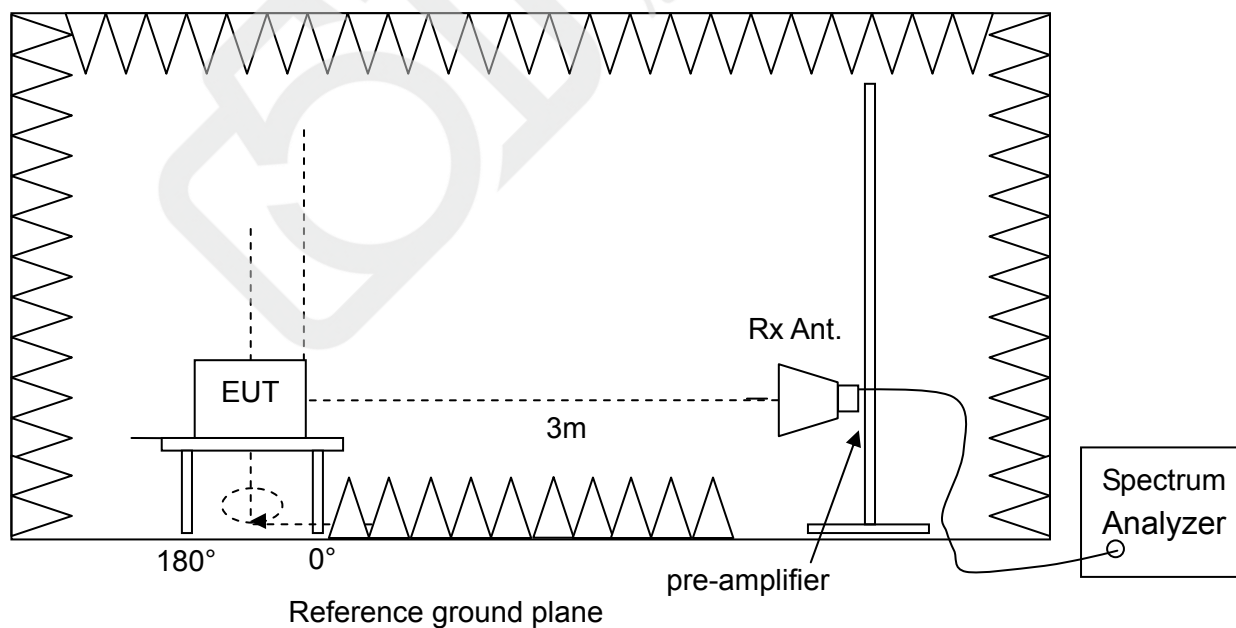 Rx Ant.
EUT
3m
Spectrum
Analyzer
180°
0°
pre-amplifier
Reference ground plane